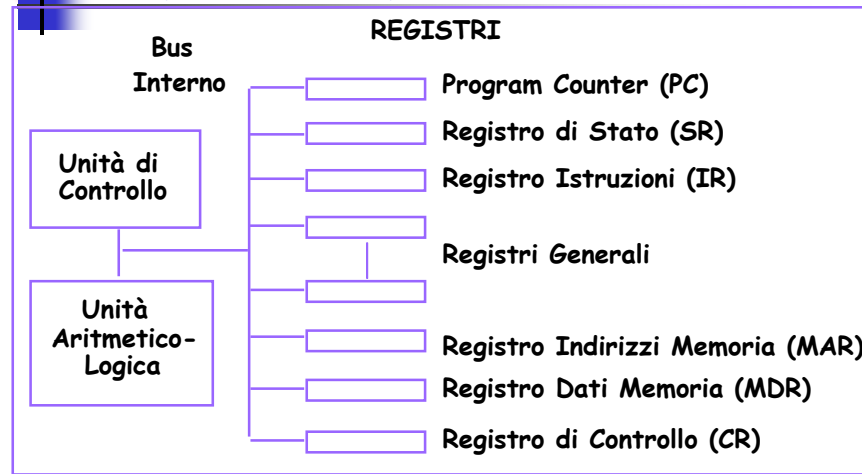 REGISTRI
Bus
Interno
Program Counter (PC)
Registro di Stato (SR)
Unità di
Controllo
Registro Istruzioni (IR)
Registri Generali
Unità
Aritmetico-
Logica
Registro Indirizzi Memoria (MAR)
Registro Dati Memoria (MDR)
Registro di Controllo (CR)